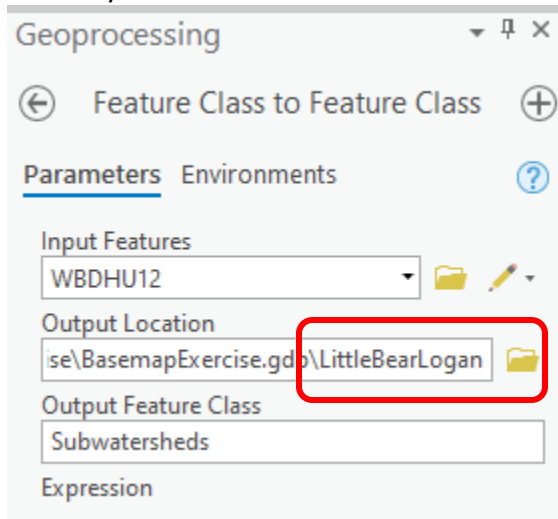 Geoprocessing
Feature Class to Feature Class
Parameters Environments
Input Features
WBDHU12
Output Location
ise\BasemapExercise.gdb\LittleBearLogan
Output Feature Class
Subwatersheds
Expression